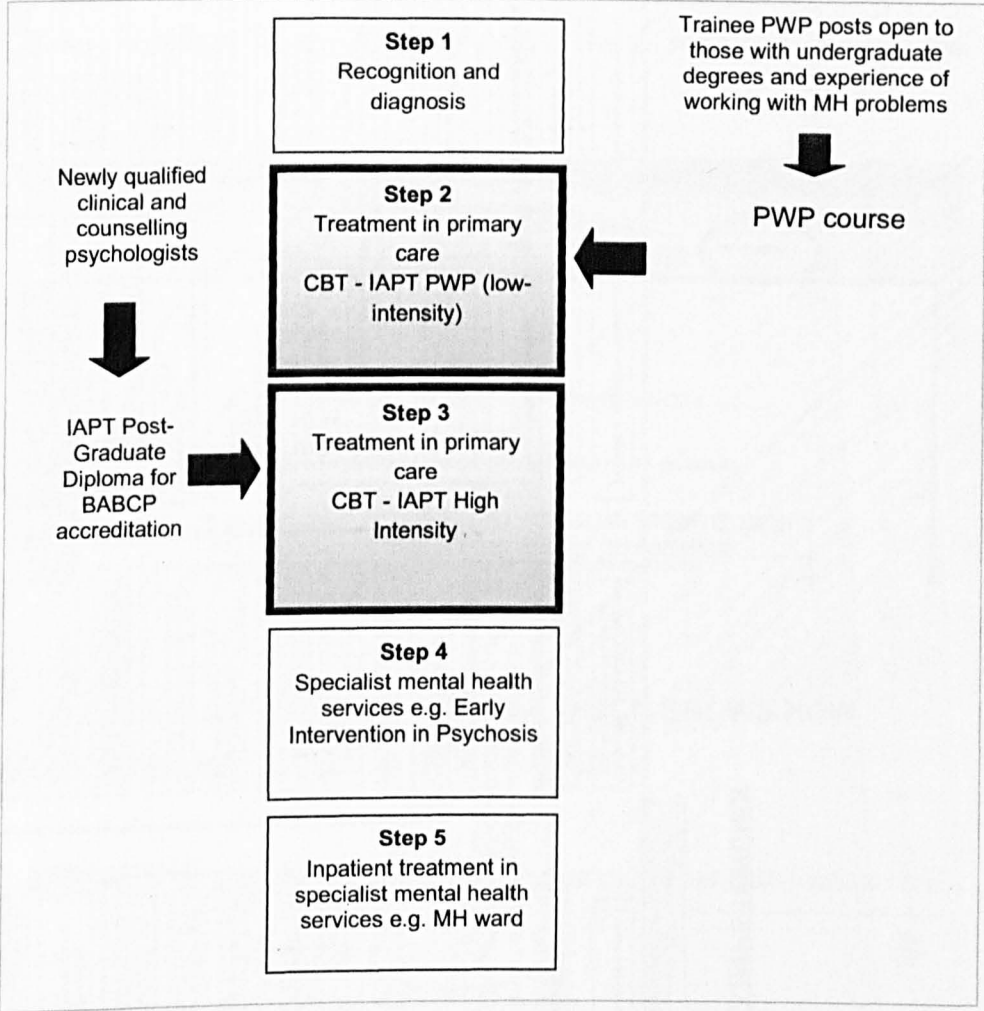 Step 1
Recognition and
diagnosis
Trainee PWP posts open to
those with undergraduate
degrees and experience of
working with MH problems
PWP course
Step 2
Treatment in primary
care
CBT - IAPT PWP (low-
intensity)
Newly qualified
clinical and
counselling
psychologists
IAPT Post-
Graduate
Diploma for
BABCP
accreditation
Step 3
Treatment in primary
care
CBT - IAPT High
Intensity
Step 4
Specialist mental health
services e.g. Early
Intervention in Psychosis
Step 5
Inpatient treatment in
specialist mental health
services e.g. MH ward